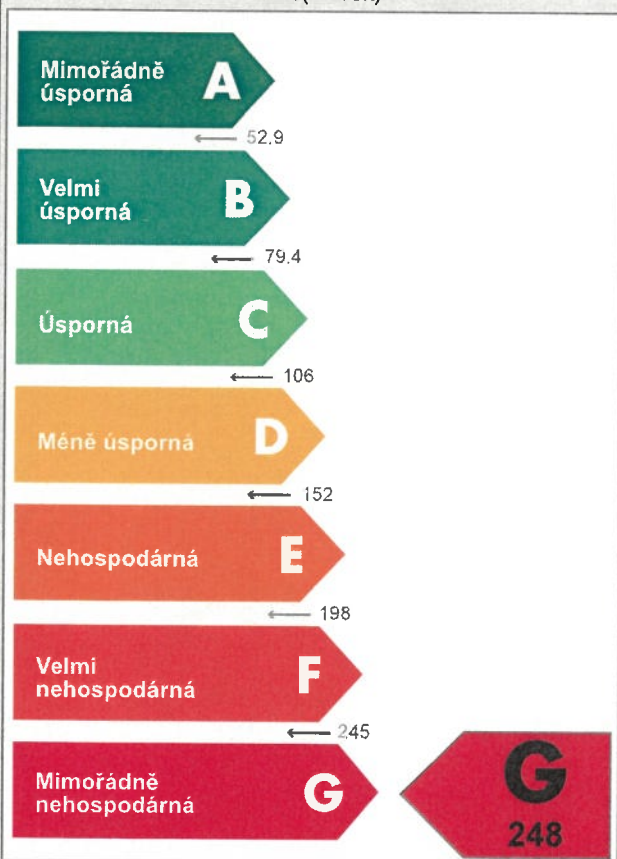 Mimořádně
úsporná A
52,9
Velmi
úsporná B
79,4
Úsporná C
106
Méně úsporná D
152
Nehospodárná E
198
Velmi
nehospodárná F
245
Mimořádně
nehospodárná G
G
248